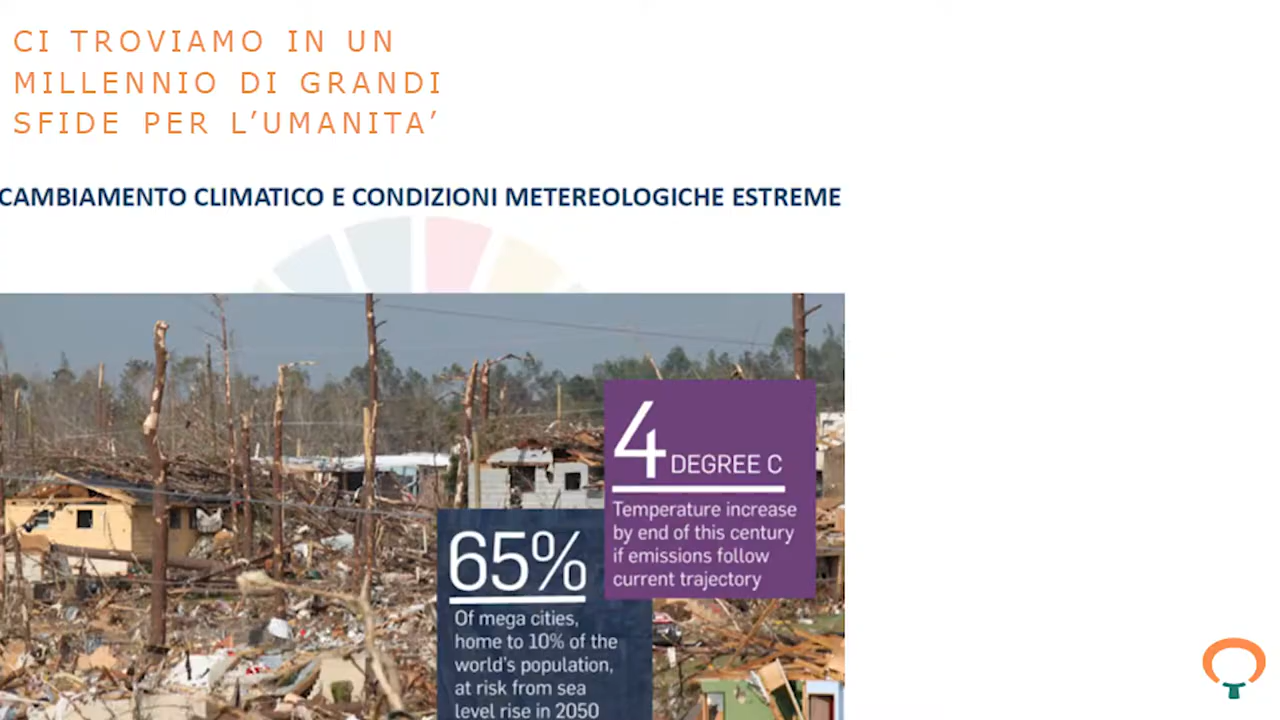 CI TROVIAMO IN UN
MILLENNIO DI GRANDI
SFIDE PER L’UMANITA’
CAMBIAMENTO CLIMATICO E CONDIZIONI METEREOLOGICHE ESTREME
4 DEGREE C
Temperature increase
by end of this century
if emissions follow
current trajectory
65%
Of mega cities,
home to 10% of the
world's population,
at risk from sea
level rise in 2050